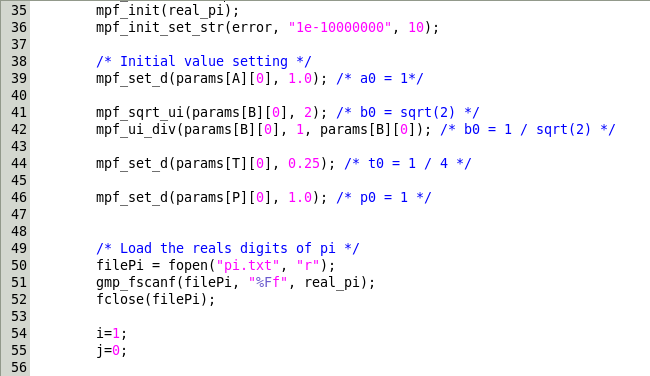 35 mpf_init(real_pi);
36 mpf_init_set_str(error, "1e-10000000", 10);
37
38 /* Initial value setting */
39 mpf_set_d(params[A][0], 1.0); /* a0 = 1*/
40
41 mpf_sqrt_ui(params[B][0], 2); /* b0 = sqrt(2) */
42 mpf_ui_div(params[B][0], 1, params[B][0]); /* b0 = 1 / sqrt(2) */
43
44 mpf_set_d(params[T][0], 0.25); /* t0 = 1 / 4 */
45
46 mpf_set_d(params[P][0], 1.0); /* p0 = 1 */
47
48
49 /* Load the reals digits of pi */
50 filePi = fopen("pi.txt", "r");
51 gmp_fscanf(filePi, "%Ff", real_pi);
52 fclose(filePi);
53
54 i=1;
55 j=0;
56